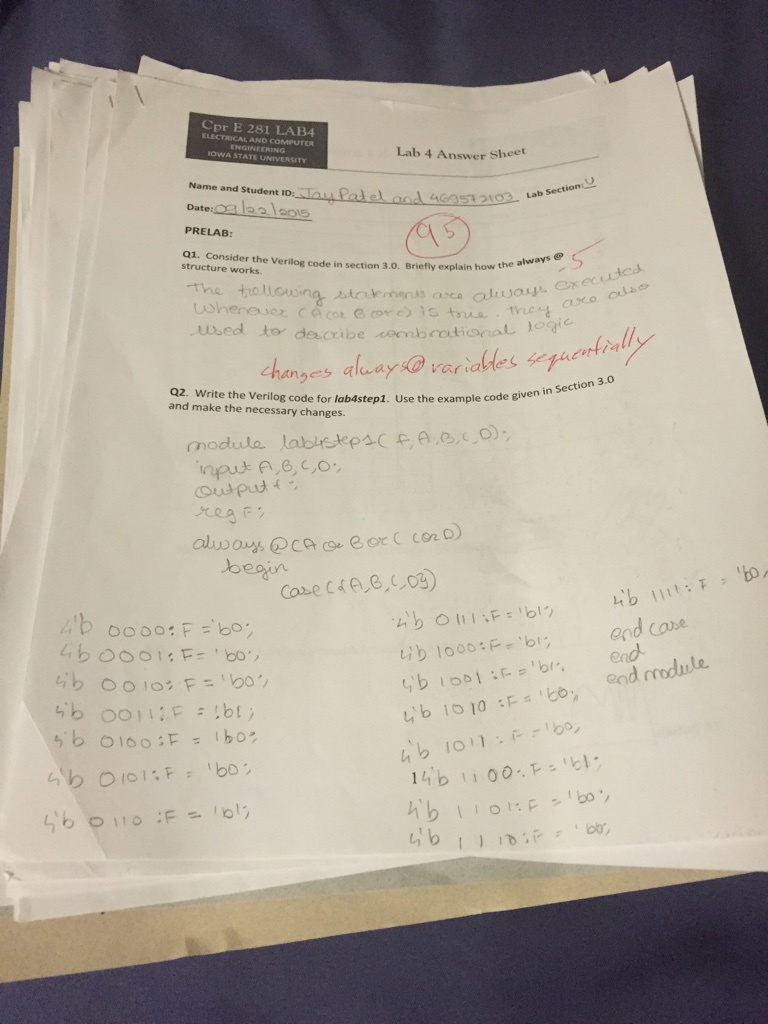 Cpr E 281 LAB4
ELECTRICAL AND COMPUTER
ENGINEERING
IOWA STATE UNIVERSITY
Lab 4 Answer Sheet
Name and Student ID: Jay Patel and 469572103 Lab Section: U
Date: 09/22/2015
95
PRELAB:
Q1. Consider the Verilog code in section 3.0. Briefly explain how the always @
structure works.
-5
The following statements are always executed
whenever (A or B or C) is true. They are also
used to describe combinational logic
changes always@ variables sequentially
Q2. Write the Verilog code for lab4step1. Use the example code given in Section 3.0
and make the necessary changes.
module lab4step1( f, A, B, C, D);
input A, B, C, D;
output f;
reg F;
always @(A or B or C or D)
begin
case({A,B,C,D})
4'b 0000: F = 'b0;
4'b 0001: F = 'b0;
4'b 0010: F = 'b0;
4'b 0011: F = 'b1;
4'b 0100: F = 'b0;
4'b 0101: F = 'b0;
4'b 0110 : F = 'b1;
4'b 0111 : F = 'b1;
4'b 1000: F = 'b1;
4'b 1001 : F = 'b1;
4'b 1010 : F = 'b0;
4'b 1011 : F = 'b0;
14'b 1100: F = 'b1;
4'b 1101: F = 'b0;
4'b 1110: F = 'b0;
4'b 1111: F = 'b0,
end case
end
end module